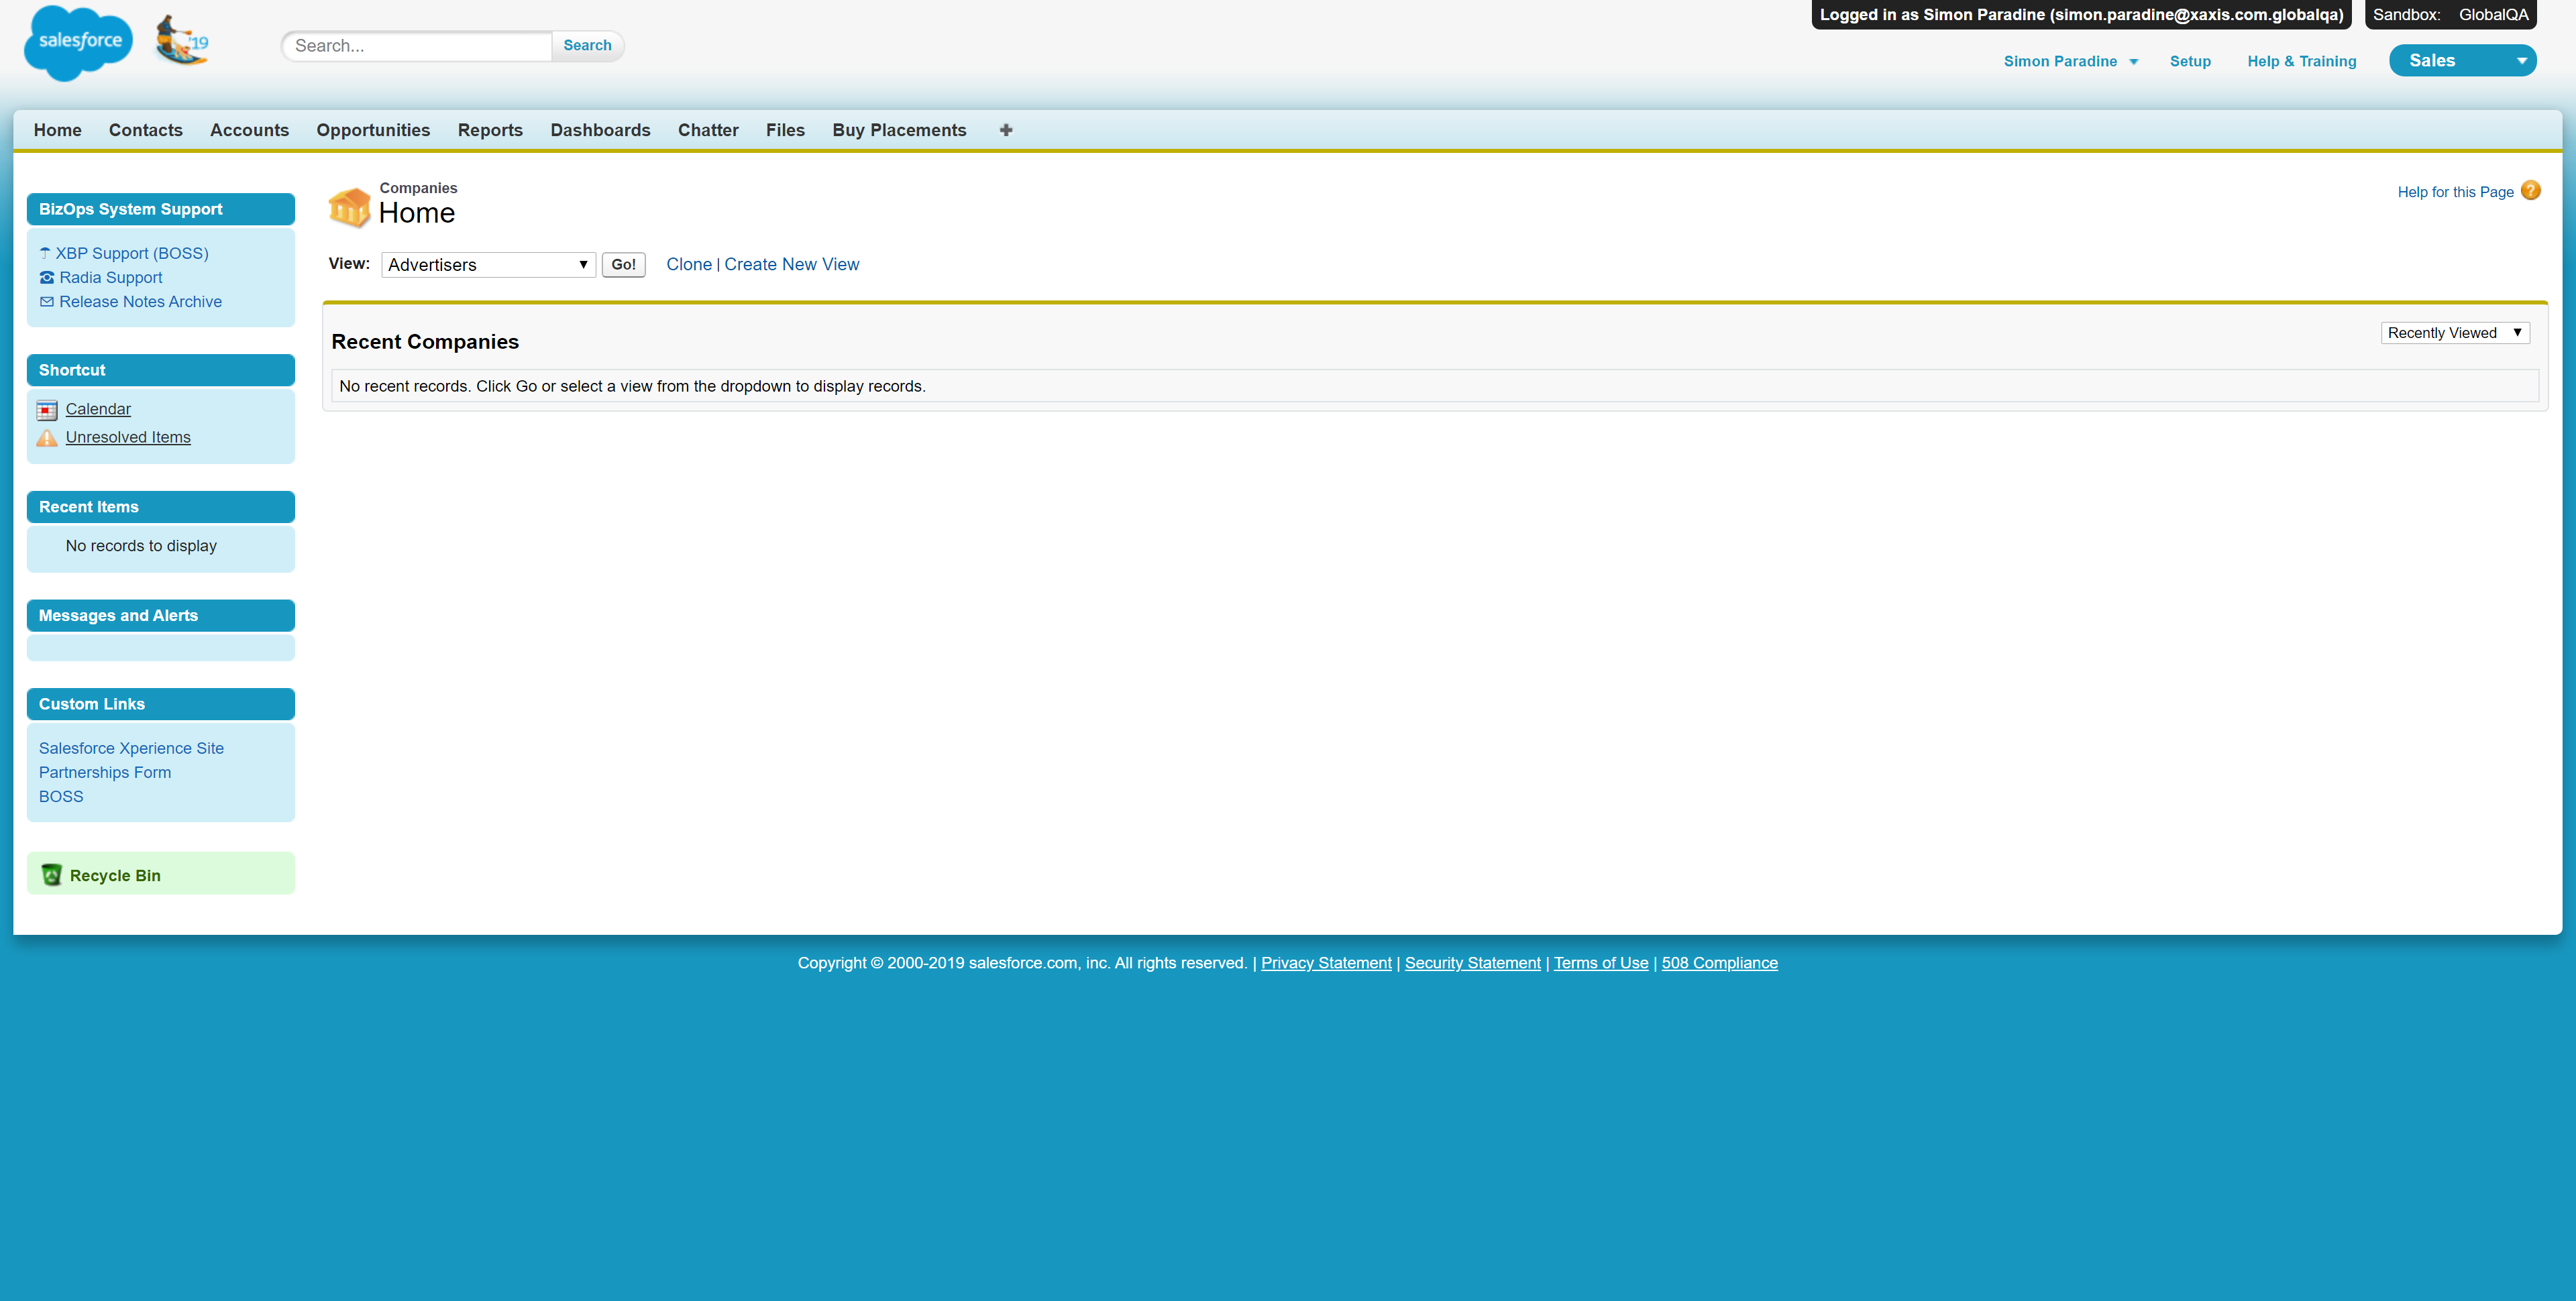 Logged in as Simon Paradine (simon.paradine@xaxis.com.globalqa) Sandbox: GlobalQA
salesforce
'19
Search... Search
Simon Paradine Setup Help & Training Sales
Home Contacts Accounts Opportunities Reports Dashboards Chatter Files Buy Placements
BizOps System Support
XBP Support (BOSS)
Radia Support
Release Notes Archive
Shortcut
Calendar
Unresolved Items
Recent Items
No records to display
Messages and Alerts
Custom Links
Salesforce Xperience Site
Partnerships Form
BOSS
Recycle Bin
Companies
Home
Help for this Page
View: Advertisers Go! Clone | Create New View
Recent Companies
Recently Viewed
No recent records. Click Go or select a view from the dropdown to display records.
Copyright © 2000-2019 salesforce.com, inc. All rights reserved. | Privacy Statement | Security Statement | Terms of Use | 508 Compliance